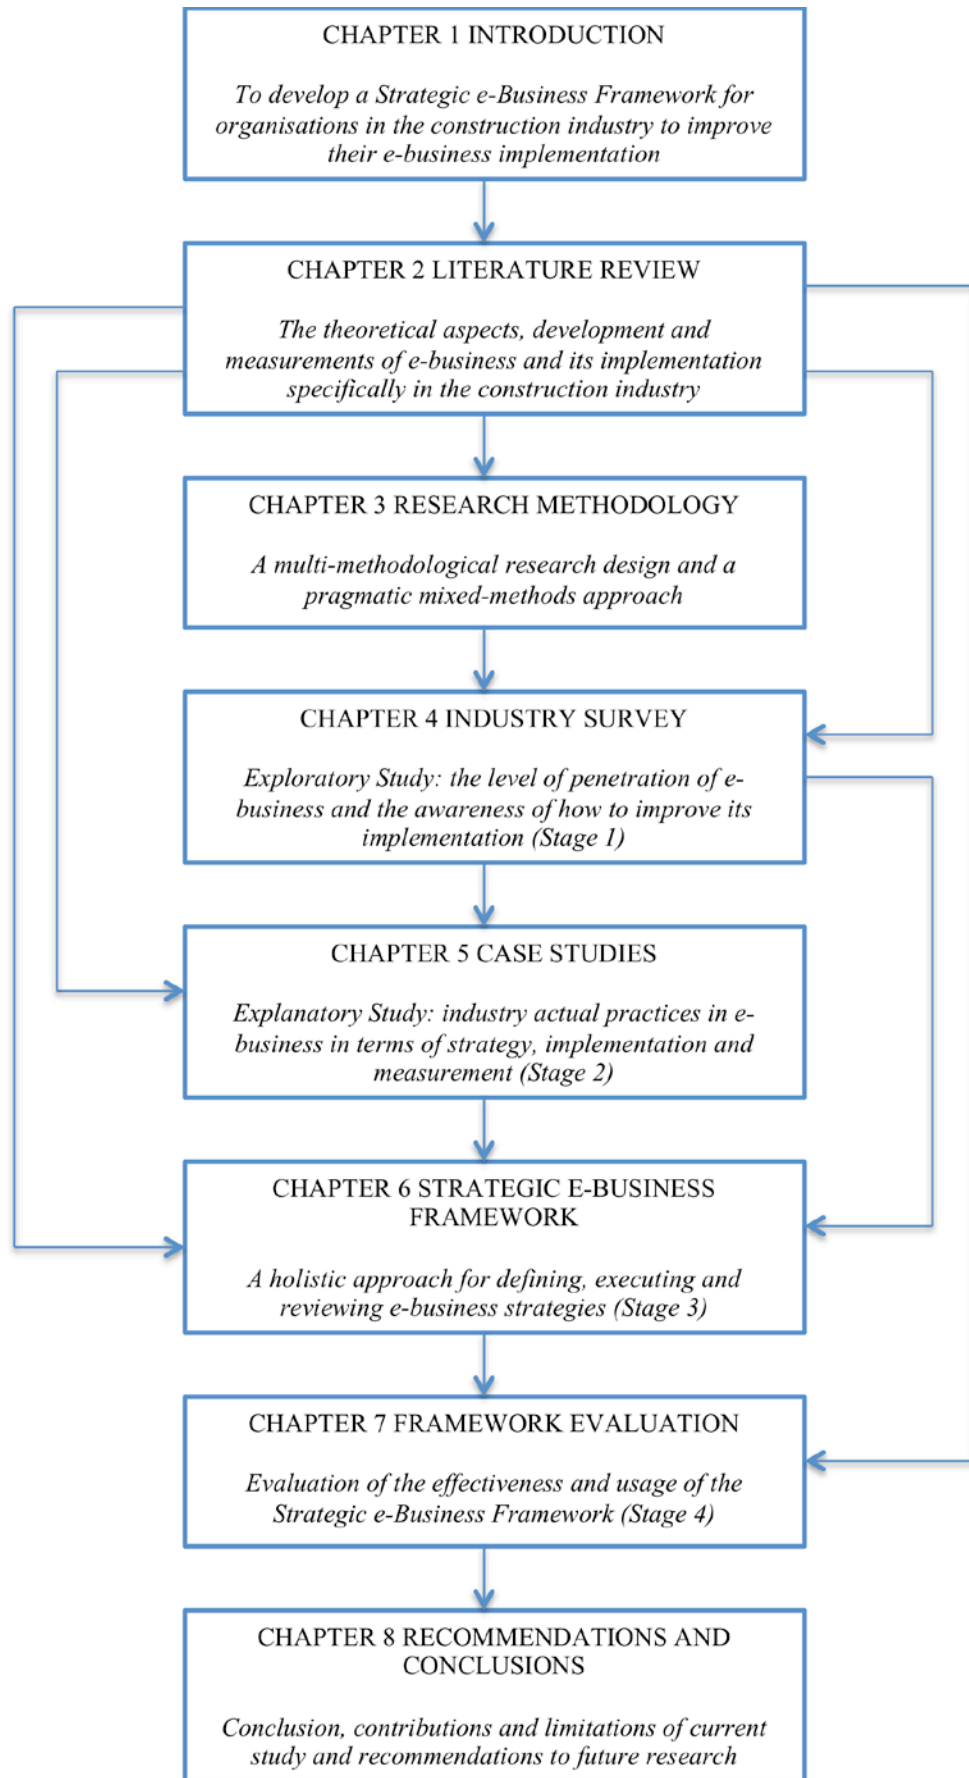 CHAPTER 1 INTRODUCTION
To develop a Strategic e-Business Framework for
organisations in the construction industry to improve
their e-business implementation
CHAPTER 2 LITERATURE REVIEW
The theoretical aspects, development and
measurements of e-business and its implementation
specifically in the construction industry
CHAPTER 3 RESEARCH METHODOLOGY
A multi-methodological research design and a
pragmatic mixed-methods approach
CHAPTER 4 INDUSTRY SURVEY
Exploratory Study: the level of penetration of e-
business and the awareness of how to improve its
implementation (Stage 1)
CHAPTER 5 CASE STUDIES
Explanatory Study: industry actual practices in e-
business in terms of strategy, implementation and
measurement (Stage 2)
CHAPTER 6 STRATEGIC E-BUSINESS
FRAMEWORK
A holistic approach for defining, executing and
reviewing e-business strategies (Stage 3)
CHAPTER 7 FRAMEWORK EVALUATION
Evaluation of the effectiveness and usage of the
Strategic e-Business Framework (Stage 4)
CHAPTER 8 RECOMMENDATIONS AND
CONCLUSIONS
Conclusion, contributions and limitations of current
study and recommendations to future research